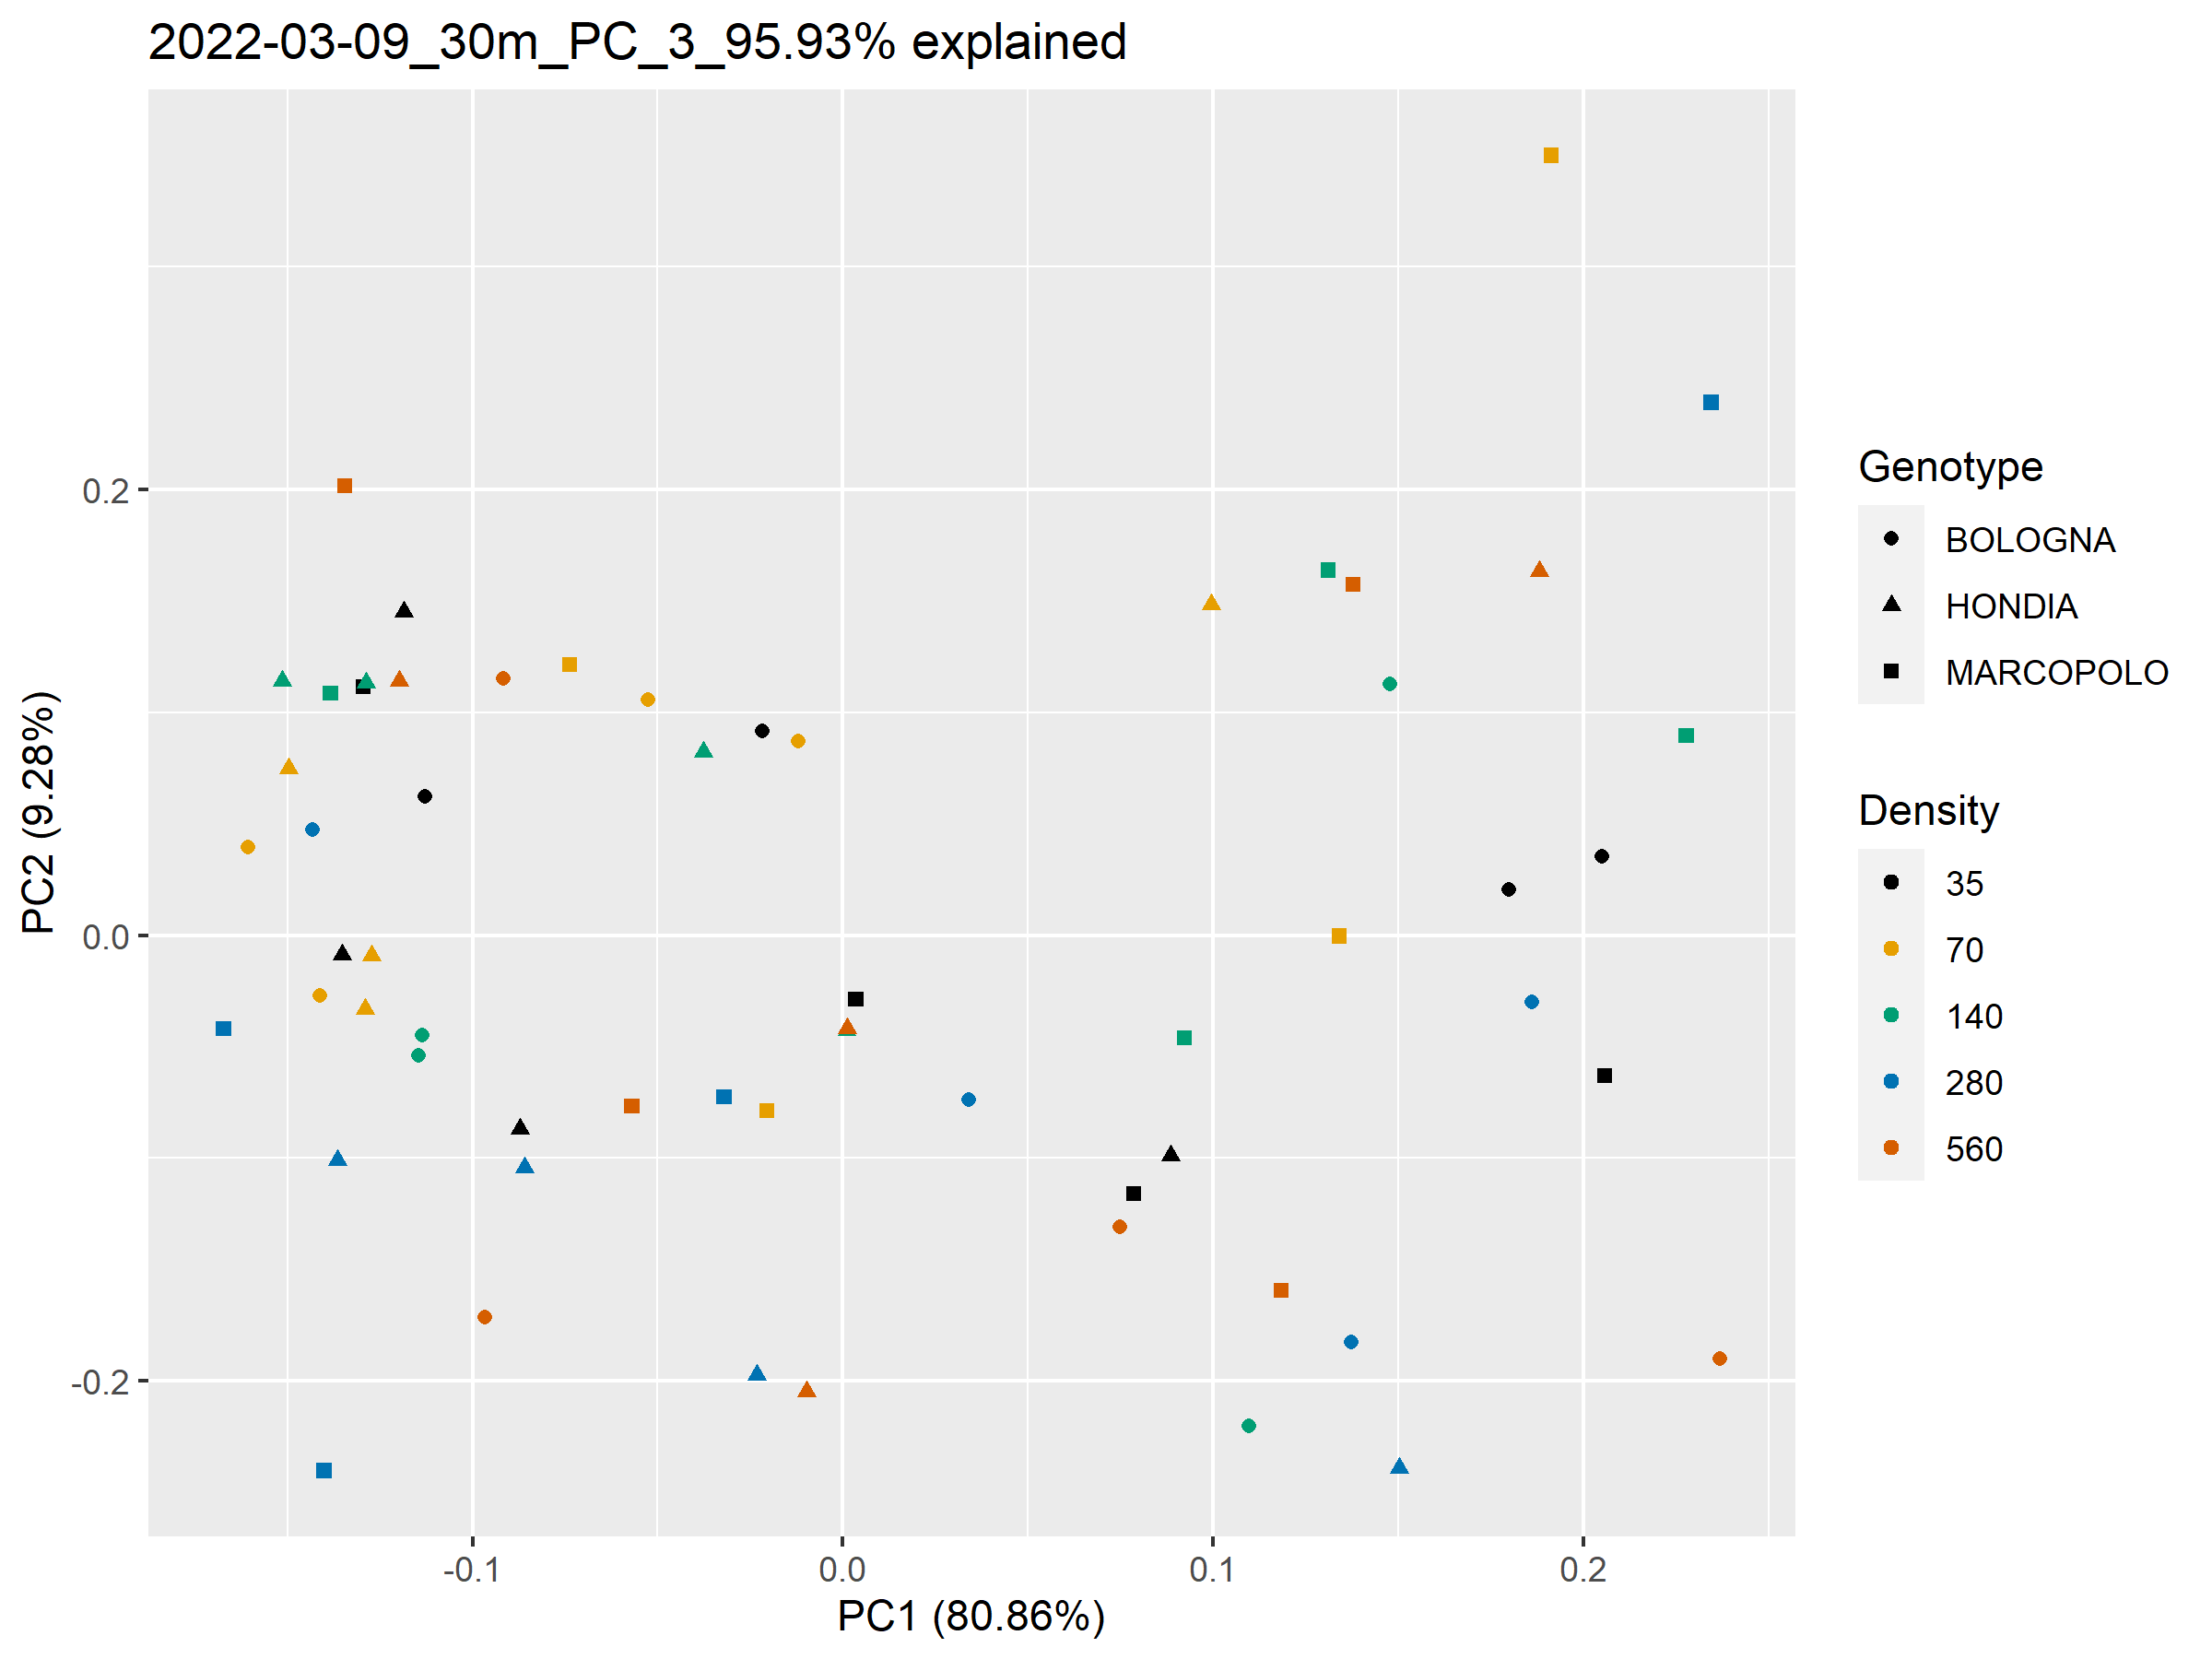 2022-03-09_30m_PC_3_95.93% explained
PC2 (9.28%)
0.2
0.0
-0.2
-0.1
0.0
0.1
0.2
PC1 (80.86%)
Genotype
BOLOGNA
HONDIA
MARCOPOLO
Density
35
70
140
280
560